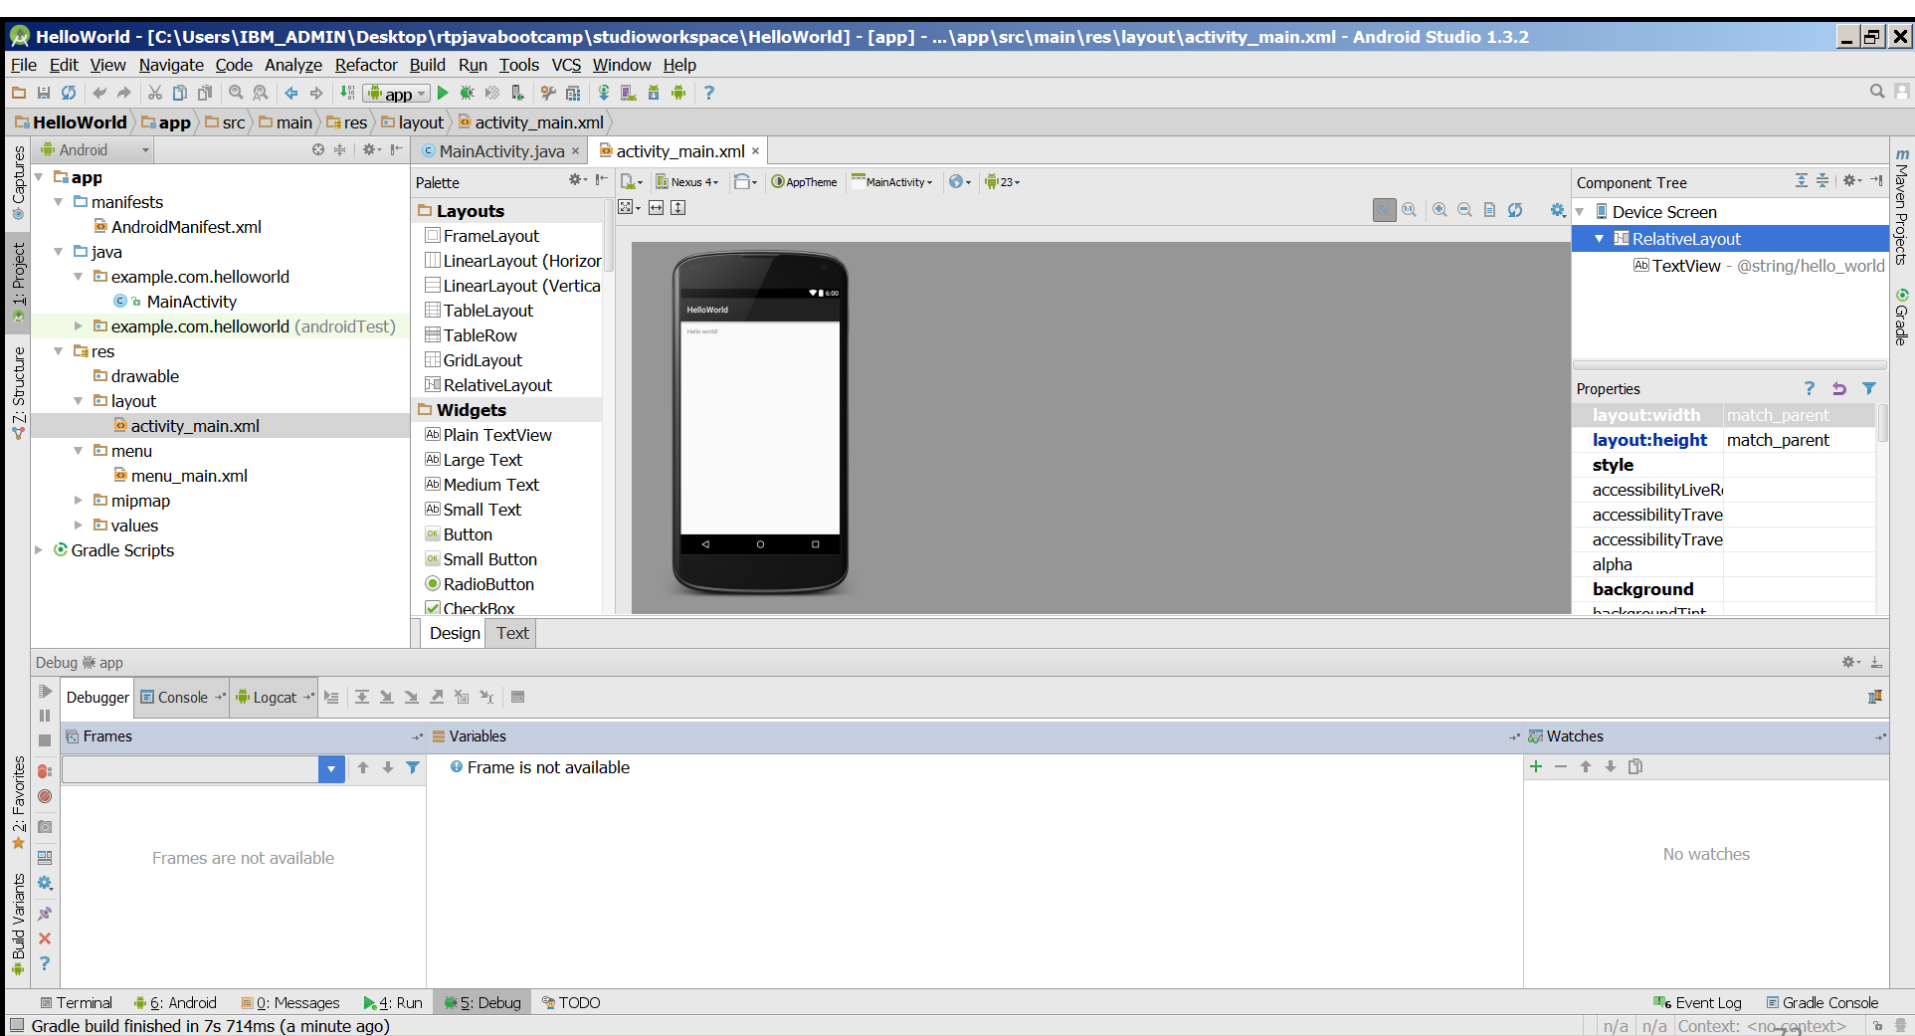 HelloWorld - [C:\Users\IBM_ADMIN\Desktop\rtpjavabootcamp\studioworkspace\HelloWorld] - [app] - ...\app\src\main\res\layout\activity_main.xml - Android Studio 1.3.2
File Edit View Navigate Code Analyze Refactor Build Run Tools VCS Window Help
app
HelloWorld app src main res layout activity_main.xml
Captures
1: Project
Z: Structure
2: Favorites
Build Variants
Android
app
manifests
AndroidManifest.xml
java
example.com.helloworld
MainActivity
example.com.helloworld (androidTest)
res
drawable
layout
activity_main.xml
menu
menu_main.xml
mipmap
values
Gradle Scripts
MainActivity.java
activity_main.xml
Palette
Layouts
FrameLayout
LinearLayout (Horizor
LinearLayout (Vertica
TableLayout
TableRow
GridLayout
RelativeLayout
Widgets
Plain TextView
Large Text
Medium Text
Small Text
Button
Small Button
RadioButton
CheckBox
Design Text
Nexus 4 AppTheme MainActivity 23
6:00
HelloWorld
Hello world!
Component Tree
Device Screen
RelativeLayout
TextView - @string/hello_world
Properties
layout:width match_parent
layout:height match_parent
style
accessibilityLiveR
accessibilityTrave
accessibilityTrave
alpha
background
backgroundTint
Maven Projects
Gradle
Debug app
Debugger Console Logcat
Frames
Variables
Watches
Frame is not available
Frames are not available
No watches
Terminal 6: Android 0: Messages 4: Run 5: Debug TODO
Event Log Gradle Console
Gradle build finished in 7s 714ms (a minute ago)
n/a n/a Context: <no context>